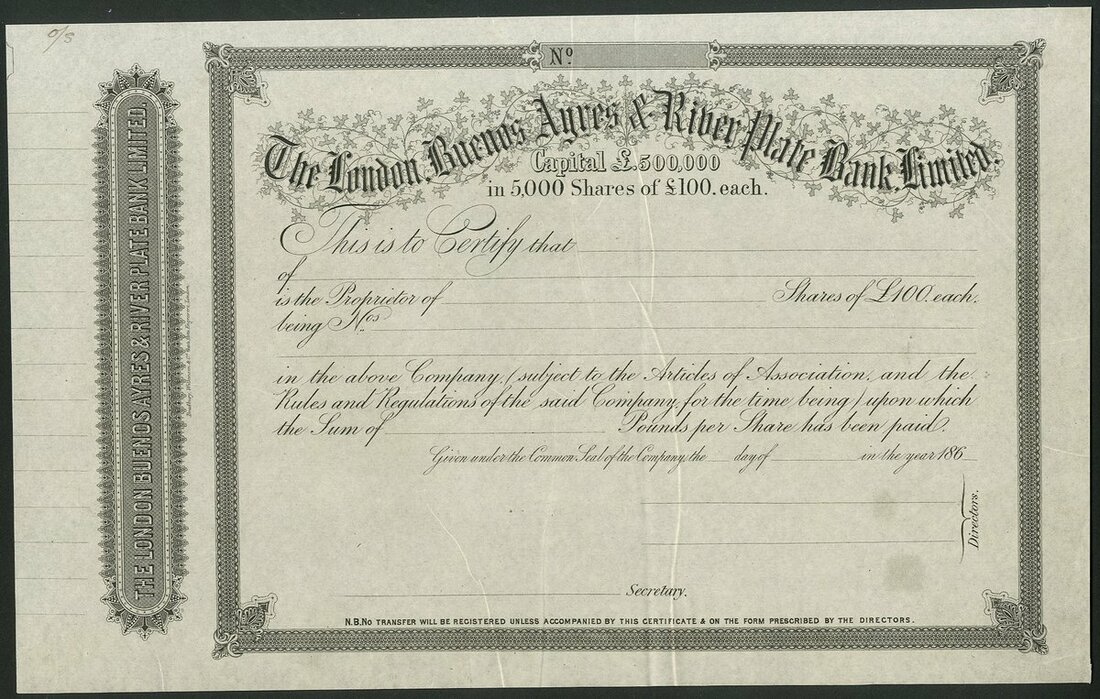 o/s
THE LONDON BUENOS AYRES & RIVER PLATE BANK LIMITED.
Nº
The London, Buenos Ayres & River Plate Bank, Limited.
Capital £.500,000
in 5,000 Shares of £100. each.
This is to Certify that
of
is the Proprietor of Shares of £100. each.
being Nos
in the above Company, (subject to the Articles of Association, and the
Rules and Regulations of the said Company, for the time being) upon which
the Sum of Pounds per Share has been paid.
Given under the Common Seal of the Company, the day of in the year 186
Directors.
Secretary.
N.B. NO TRANSFER WILL BE REGISTERED UNLESS ACCOMPANIED BY THIS CERTIFICATE & ON THE FORM PRESCRIBED BY THE DIRECTORS.